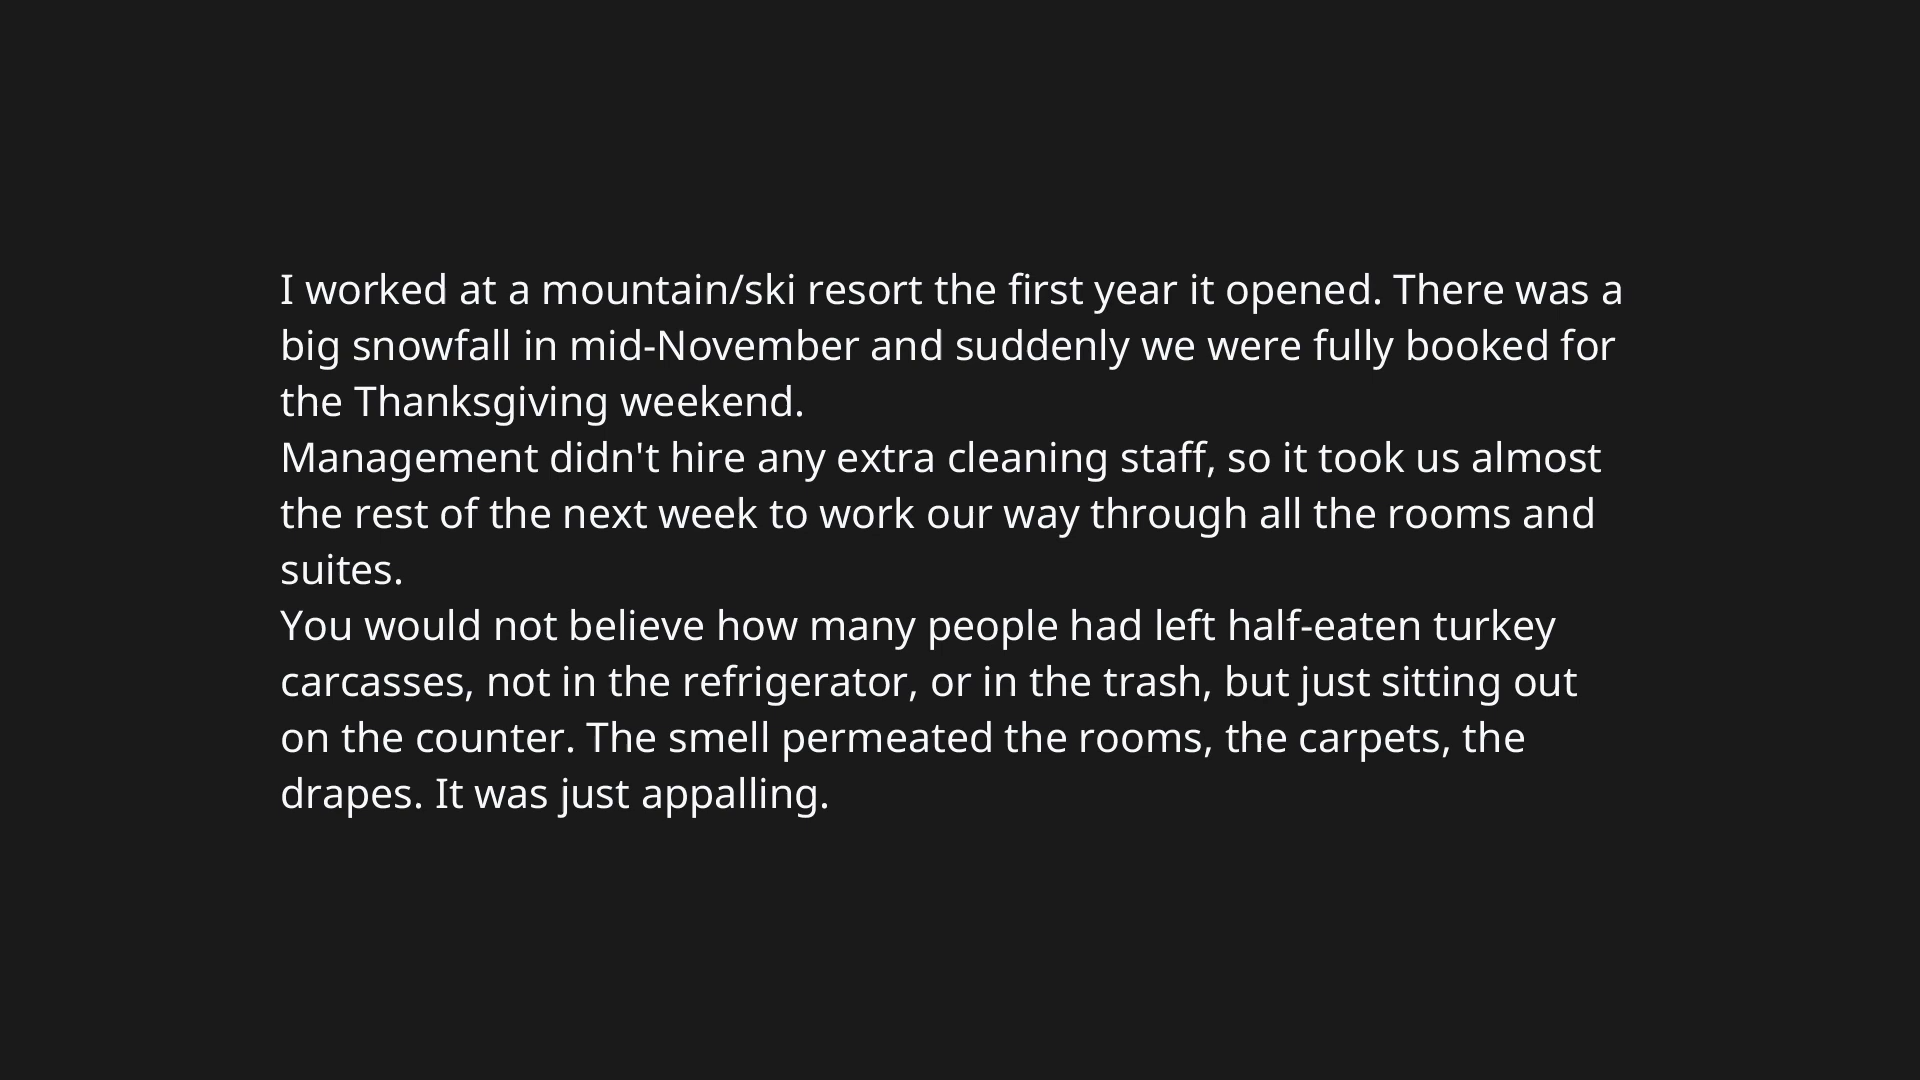 I worked at a mountain/ski resort the first year it opened. There was a
big snowfall in mid-November and suddenly we were fully booked for
the Thanksgiving weekend.
Management didn't hire any extra cleaning staff, so it took us almost
the rest of the next week to work our way through all the rooms and
suites.
You would not believe how many people had left half-eaten turkey
carcasses, not in the refrigerator, or in the trash, but just sitting out
on the counter. The smell permeated the rooms, the carpets, the
drapes. It was just appalling.